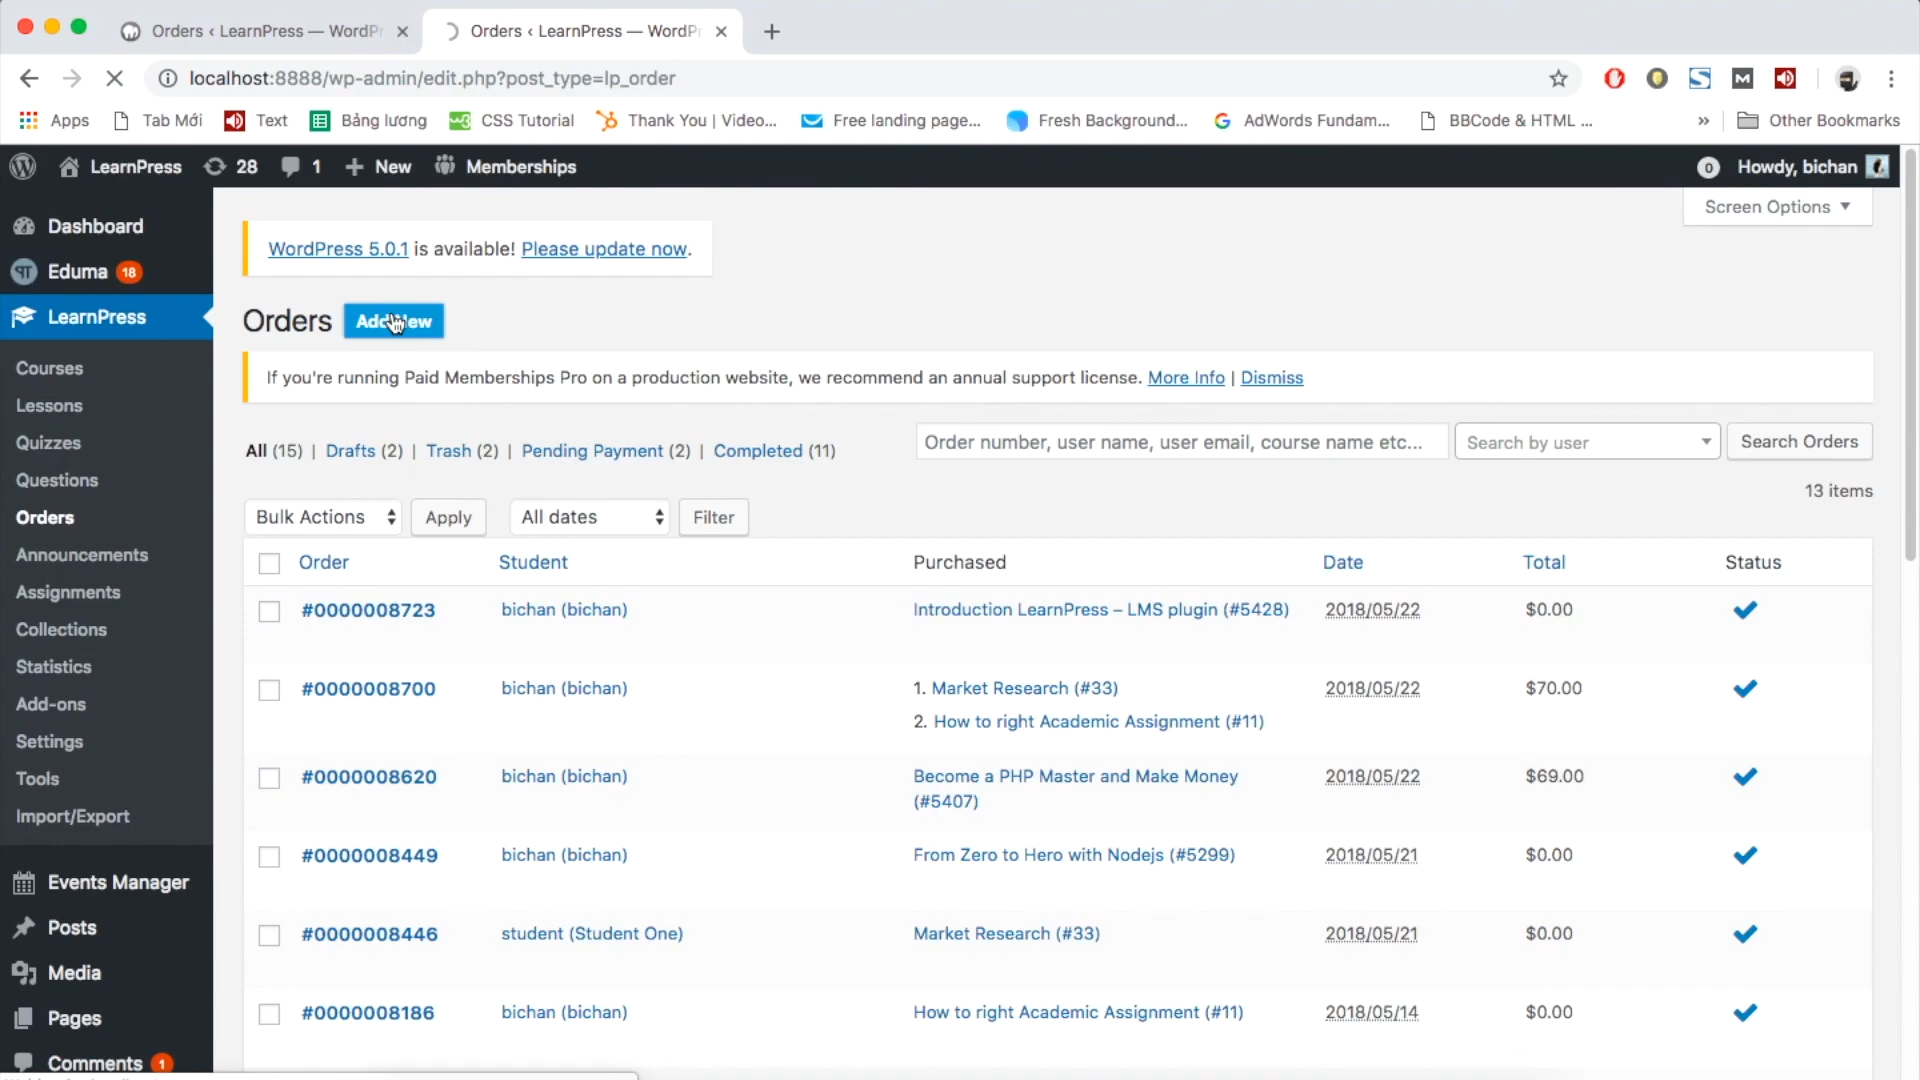 Orders ‹ LearnPress — WordPr
Orders ‹ LearnPress — WordPr
localhost:8888/wp-admin/edit.php?post_type=lp_order
Apps
Tab Mới
Text
Bảng lương
CSS Tutorial
Thank You | Video...
Free landing page...
Fresh Background...
AdWords Fundam...
BBCode & HTML ...
»
Other Bookmarks
LearnPress
28
1
New
Memberships
0
Howdy, bichan
Dashboard
Eduma 18
LearnPress
Courses
Lessons
Quizzes
Questions
Orders
Announcements
Assignments
Collections
Statistics
Add-ons
Settings
Tools
Import/Export
Events Manager
Posts
Media
Pages
Comments 1
Screen Options
WordPress 5.0.1 is available! Please update now.
Orders
Add New
If you're running Paid Memberships Pro on a production website, we recommend an annual support license. More Info | Dismiss
All (15) | Drafts (2) | Trash (2) | Pending Payment (2) | Completed (11)
Order number, user name, user email, course name etc...
Search by user
Search Orders
13 items
Bulk Actions
Apply
All dates
Filter
Order Student Purchased Date Total Status
#0000008723 bichan (bichan) Introduction LearnPress – LMS plugin (#5428) 2018/05/22 $0.00
#0000008700 bichan (bichan) 1. Market Research (#33) 2018/05/22 $70.00
2. How to right Academic Assignment (#11)
#0000008620 bichan (bichan) Become a PHP Master and Make Money 2018/05/22 $69.00
(#5407)
#0000008449 bichan (bichan) From Zero to Hero with Nodejs (#5299) 2018/05/21 $0.00
#0000008446 student (Student One) Market Research (#33) 2018/05/21 $0.00
#0000008186 bichan (bichan) How to right Academic Assignment (#11) 2018/05/14 $0.00